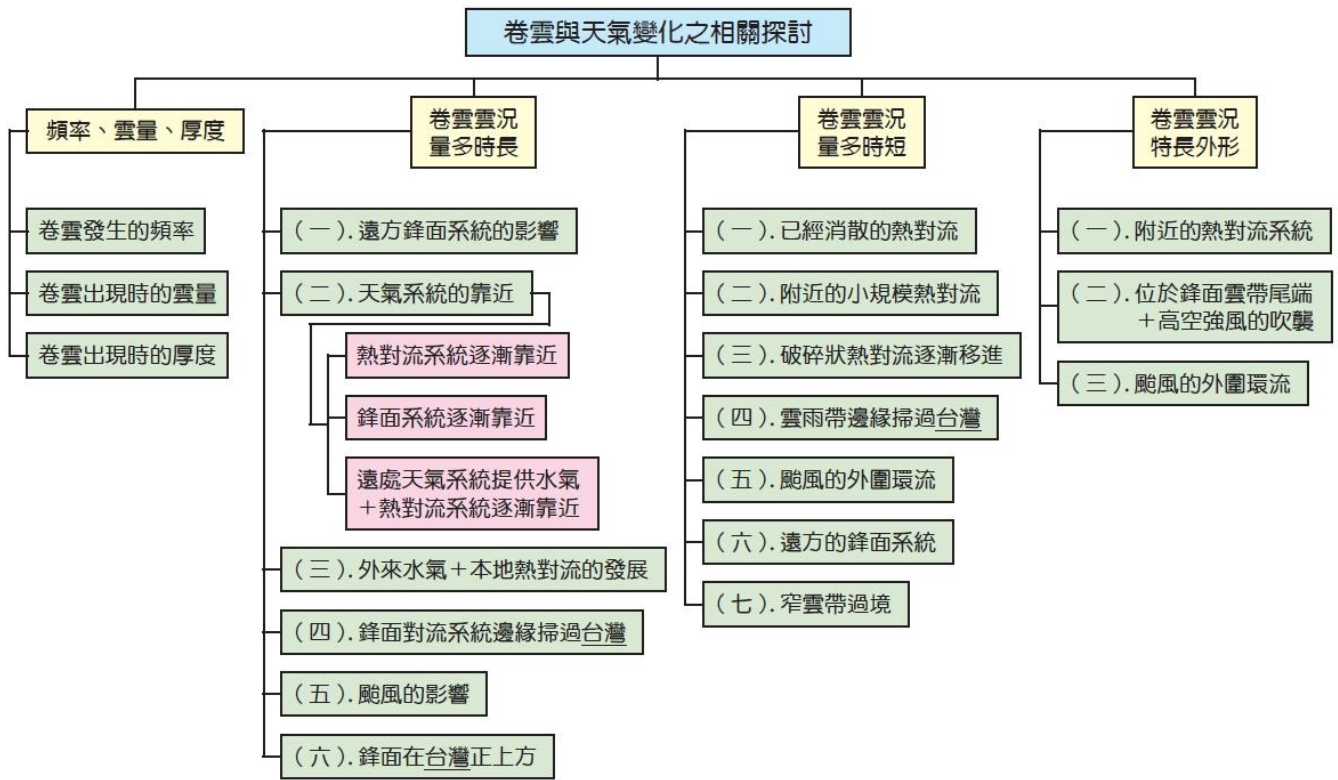 卷雲與天氣變化之相關探討
頻率、雲量、厚度
卷雲發生的頻率
卷雲出現時的雲量
卷雲出現時的厚度
卷雲雲況
量多時長
(一).遠方鋒面系統的影響
(二).天氣系統的靠近
熱對流系統逐漸靠近
鋒面系統逐漸靠近
遠處天氣系統提供水氣
+熱對流系統逐漸靠近
(三).外來水氣+本地熱對流的發展
(四).鋒面對流系統邊緣掃過台灣
(五).颱風的影響
(六).鋒面在台灣正上方
卷雲雲況
量多時短
(一).已經消散的熱對流
(二).附近的小規模熱對流
(三).破碎狀熱對流逐漸移進
(四).雲雨帶邊緣掃過台灣
(五).颱風的外圍環流
(六).遠方的鋒面系統
(七).窄雲帶過境
卷雲雲況
特長外形
(一).附近的熱對流系統
(二).位於鋒面雲帶尾端
+高空強風的吹襲
(三).颱風的外圍環流